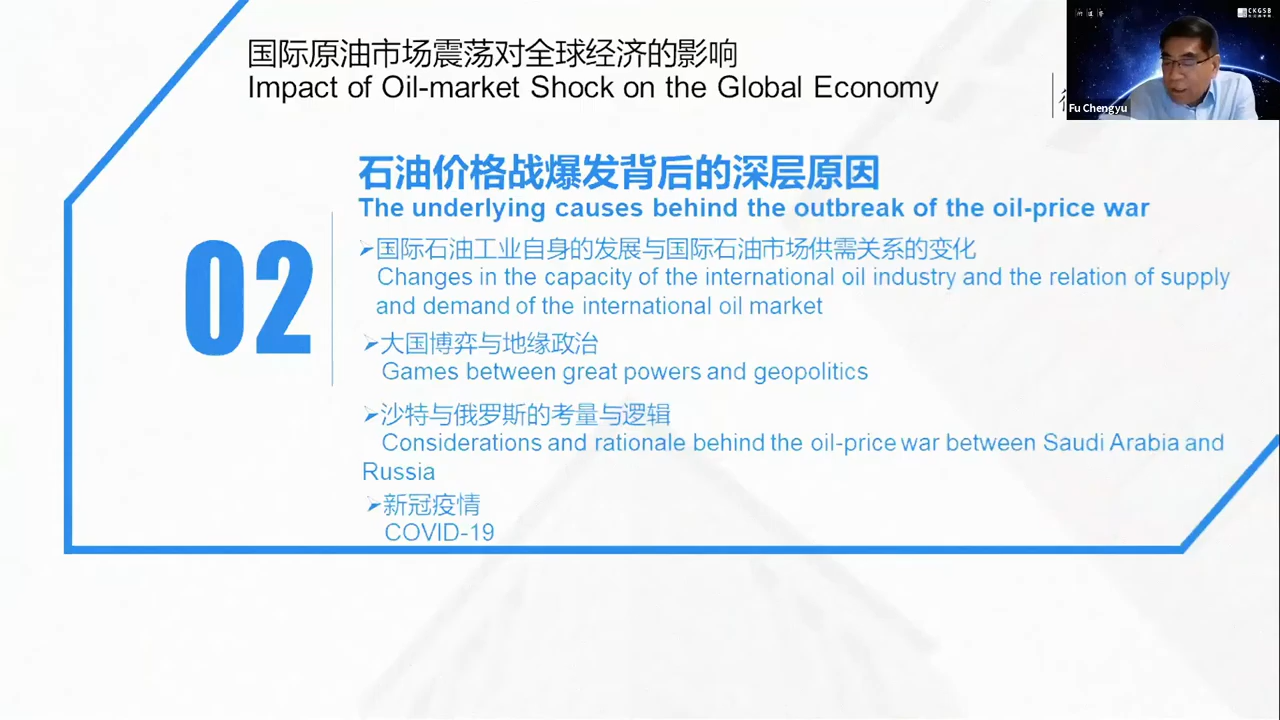 国际原油市场震荡对全球经济的影响
Impact of Oil-market Shock on the Global Economy
CKGSB
Fu Chengyu
02
石油价格战爆发背后的深层原因
The underlying causes behind the outbreak of the oil-price war
➢国际石油工业自身的发展与国际石油市场供需关系的变化
Changes in the capacity of the international oil industry and the relation of supply
and demand of the international oil market
➢大国博弈与地缘政治
Games between great powers and geopolitics
➢沙特与俄罗斯的考量与逻辑
Considerations and rationale behind the oil-price war between Saudi Arabia and
Russia
➢新冠疫情
COVID-19